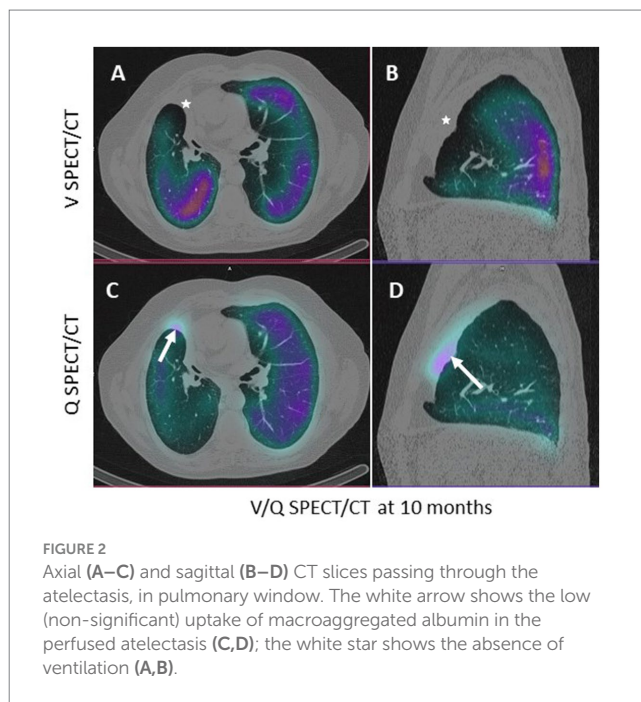 V SPECT/CT
A
B
Q SPECT/CT
C
D
V/Q SPECT/CT at 10 months
FIGURE 2
Axial (A–C) and sagittal (B–D) CT slices passing through the
atelectasis, in pulmonary window. The white arrow shows the low
(non-significant) uptake of macroaggregated albumin in the
perfused atelectasis (C,D); the white star shows the absence of
ventilation (A,B).